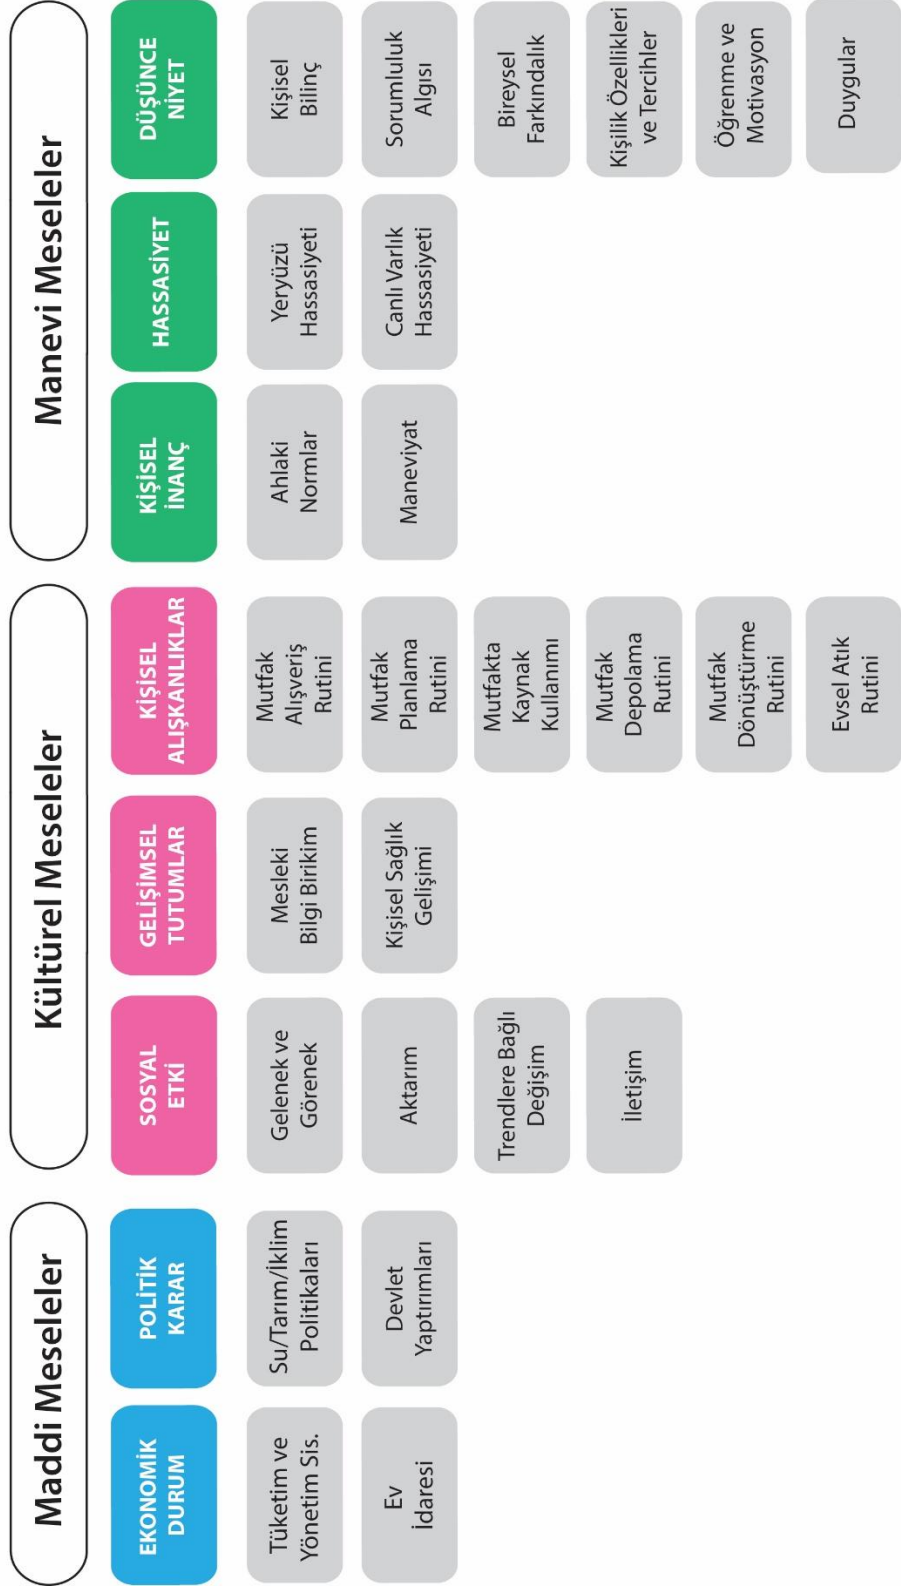 Maddi Meseleler
EKONOMİK
DURUM
Tüketim ve
Yönetim Sis.
Ev
İdaresi
POLİTİK
KARAR
Su/Tarım/İklim
Politikaları
Devlet
Yaptırımları
Kültürel Meseleler
SOSYAL
ETKİ
Gelenek ve
Görenek
Aktarım
Trendlere Bağlı
Değişim
İletişim
GELİŞİMSEL
TUTUMLAR
Mesleki
Bilgi Birikim
Kişisel Sağlık
Gelişimi
KİŞİSEL
ALIŞKANLIKLAR
Mutfak
Alışveriş
Rutini
Mutfak
Planlama
Rutini
Mutfakta
Kaynak
Kullanımı
Mutfak
Depolama
Rutini
Mutfak
Dönüştürme
Rutini
Evsel Atık
Rutini
Manevi Meseleler
KİŞİSEL
İNANÇ
Ahlaki
Normlar
Maneviyat
HASSASİYET
Yeryüzü
Hassasiyeti
Canlı Varlık
Hassasiyeti
DÜŞÜNCE
NİYET
Kişisel
Bilinç
Sorumluluk
Algısı
Bireysel
Farkındalık
Kişilik Özellikleri
ve Tercihler
Öğrenme ve
Motivasyon
Duygular